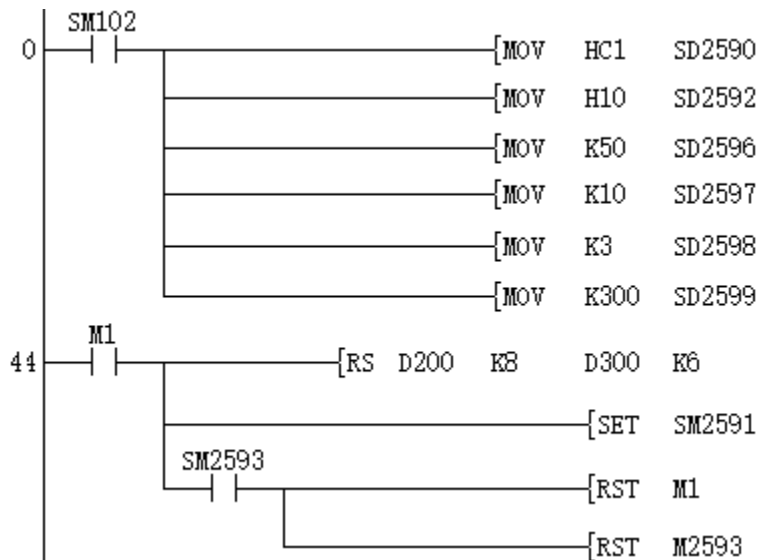 SM102
0 [MOV HC1 SD2590
[MOV H10 SD2592
[MOV K50 SD2596
[MOV K10 SD2597
[MOV K3 SD2598
[MOV K300 SD2599
M1
44 [RS D200 K8 D300 K6
[SET SM2591
SM2593
[RST M1
[RST M2593